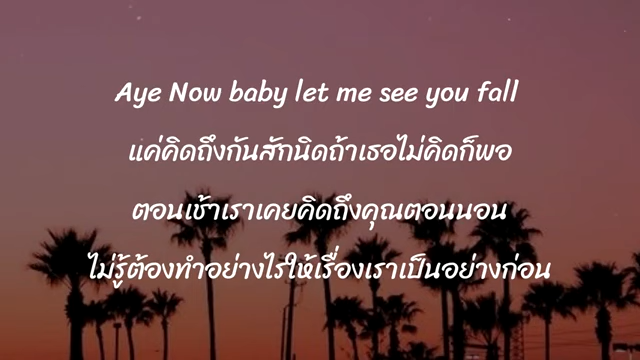 Aye Now baby let me see you fall
แค่คิดถึงกันสักนิดถ้าเธอไม่คิดก็พอ
ตอนเช้าเราเคยคิดถึงคุณตอนนอน
ไม่รู้ต้องทำอย่างไรให้เรื่องเราเป็นอย่างก่อน